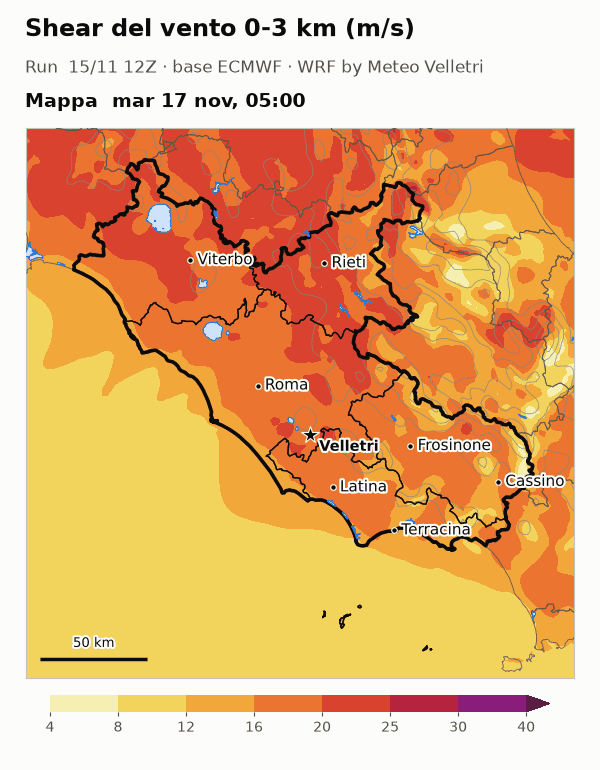 Shear del vento 0-3 km (m/s)
Run  15/11 12Z · base ECMWF · WRF by Meteo Velletri
Mappa  mar 17 nov, 05:00
Viterbo
Rieti
Roma
Velletri
Frosinone
Latina
Cassino
Terracina
50 km
4 8 12 16 20 25 30 40